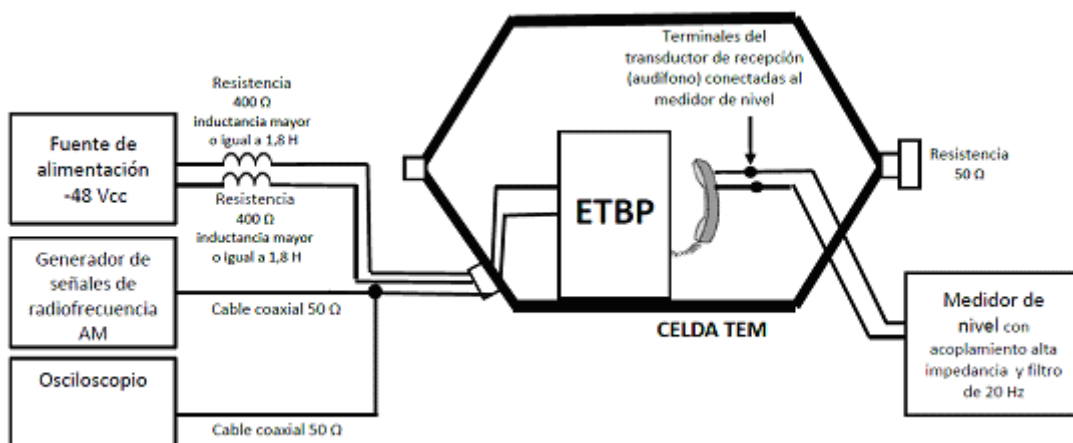 Terminales del
transductor de recepción
(audífono) conectadas al
medidor de nivel
Resistencia
400 Ω
inductancia mayor
o igual a 1,8 H
Fuente de
alimentación
-48 Vcc
Resistencia
400 Ω
inductancia mayor
o igual a 1,8 H
Resistencia
50 Ω
ETBP
Generador de
señales de
radiofrecuencia
AM
Cable coaxial 50 Ω
CELDA TEM
Medidor de
nivel con
acoplamiento alta
impedancia y filtro
de 20 Hz
Osciloscopio
Cable coaxial 50 Ω